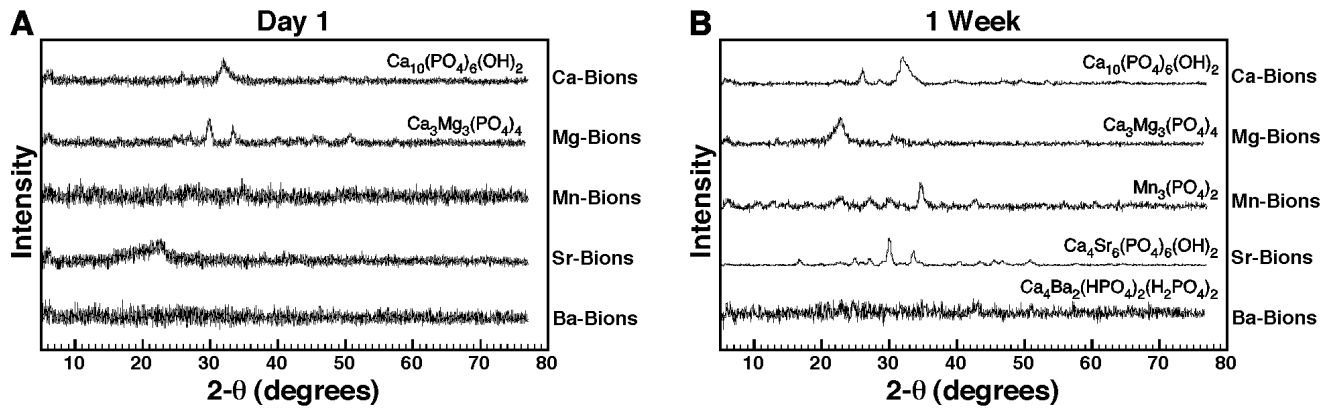 A
Day 1
Ca10(PO4)6(OH)2
Ca-Bions
Ca3Mg3(PO4)4
Mg-Bions
Mn-Bions
Sr-Bions
Ba-Bions
Intensity
10 20 30 40 50 60 70 80
2-θ (degrees)
B
1 Week
Ca10(PO4)6(OH)2
Ca-Bions
Ca3Mg3(PO4)4
Mg-Bions
Mn3(PO4)2
Mn-Bions
Ca4Sr6(PO4)6(OH)2
Sr-Bions
Ca4Ba2(HPO4)2(H2PO4)2
Ba-Bions
Intensity
10 20 30 40 50 60 70 80
2-θ (degrees)